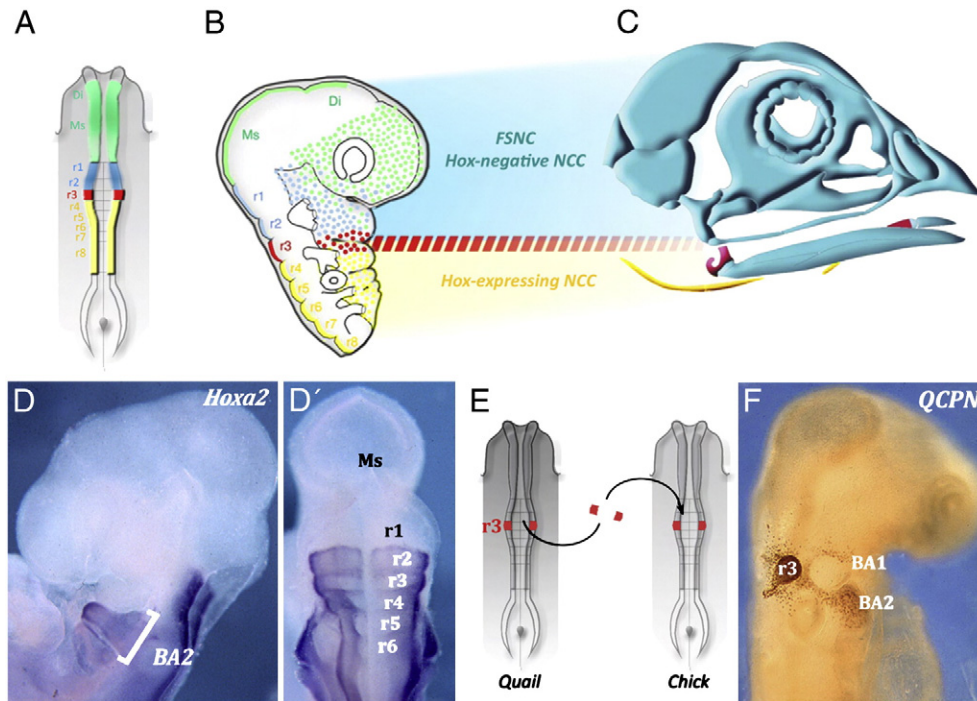 A
Di
Ms
r1
r2
r3
r4
r5
r6
r7
r8
B
Di
Ms
r1
r2
r3
r4
r5
r6
r7
r8
FSNC
Hox-negative NCC
Hox-expressing NCC
C
D
Hoxa2
BA2
D´
Ms
r1
r2
r3
r4
r5
r6
E
r3
Quail
Chick
F
QCPN
r3
BA1
BA2